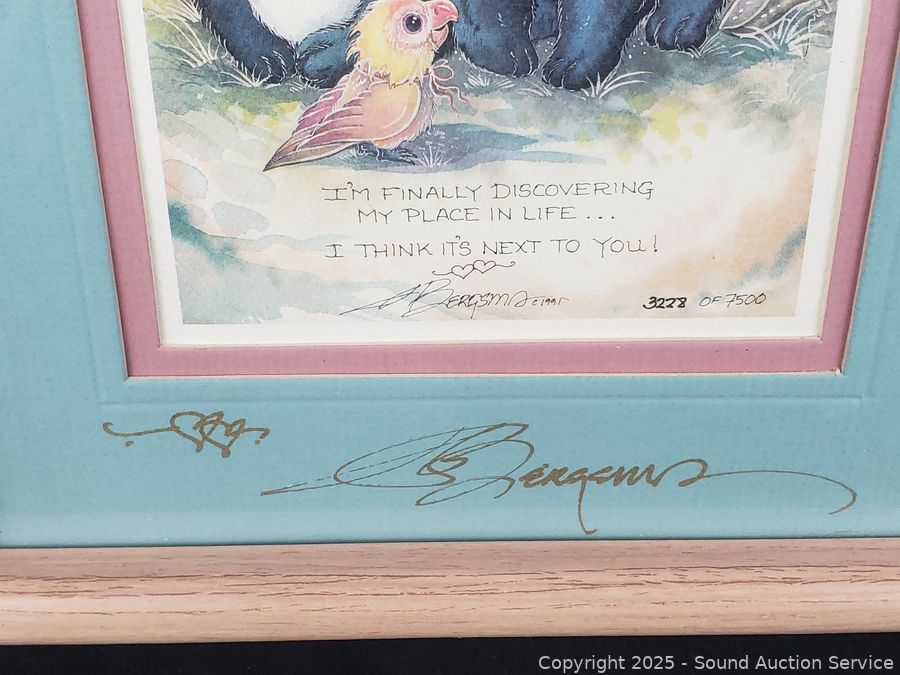 I'M FINALLY DISCOVERING
MY PLACE IN LIFE...
I THINK IT'S NEXT TO YOU!
BERGSMA ©1991 3228 OF 7500
Bergsma
Copyright © 2025 - Sound Auction Service